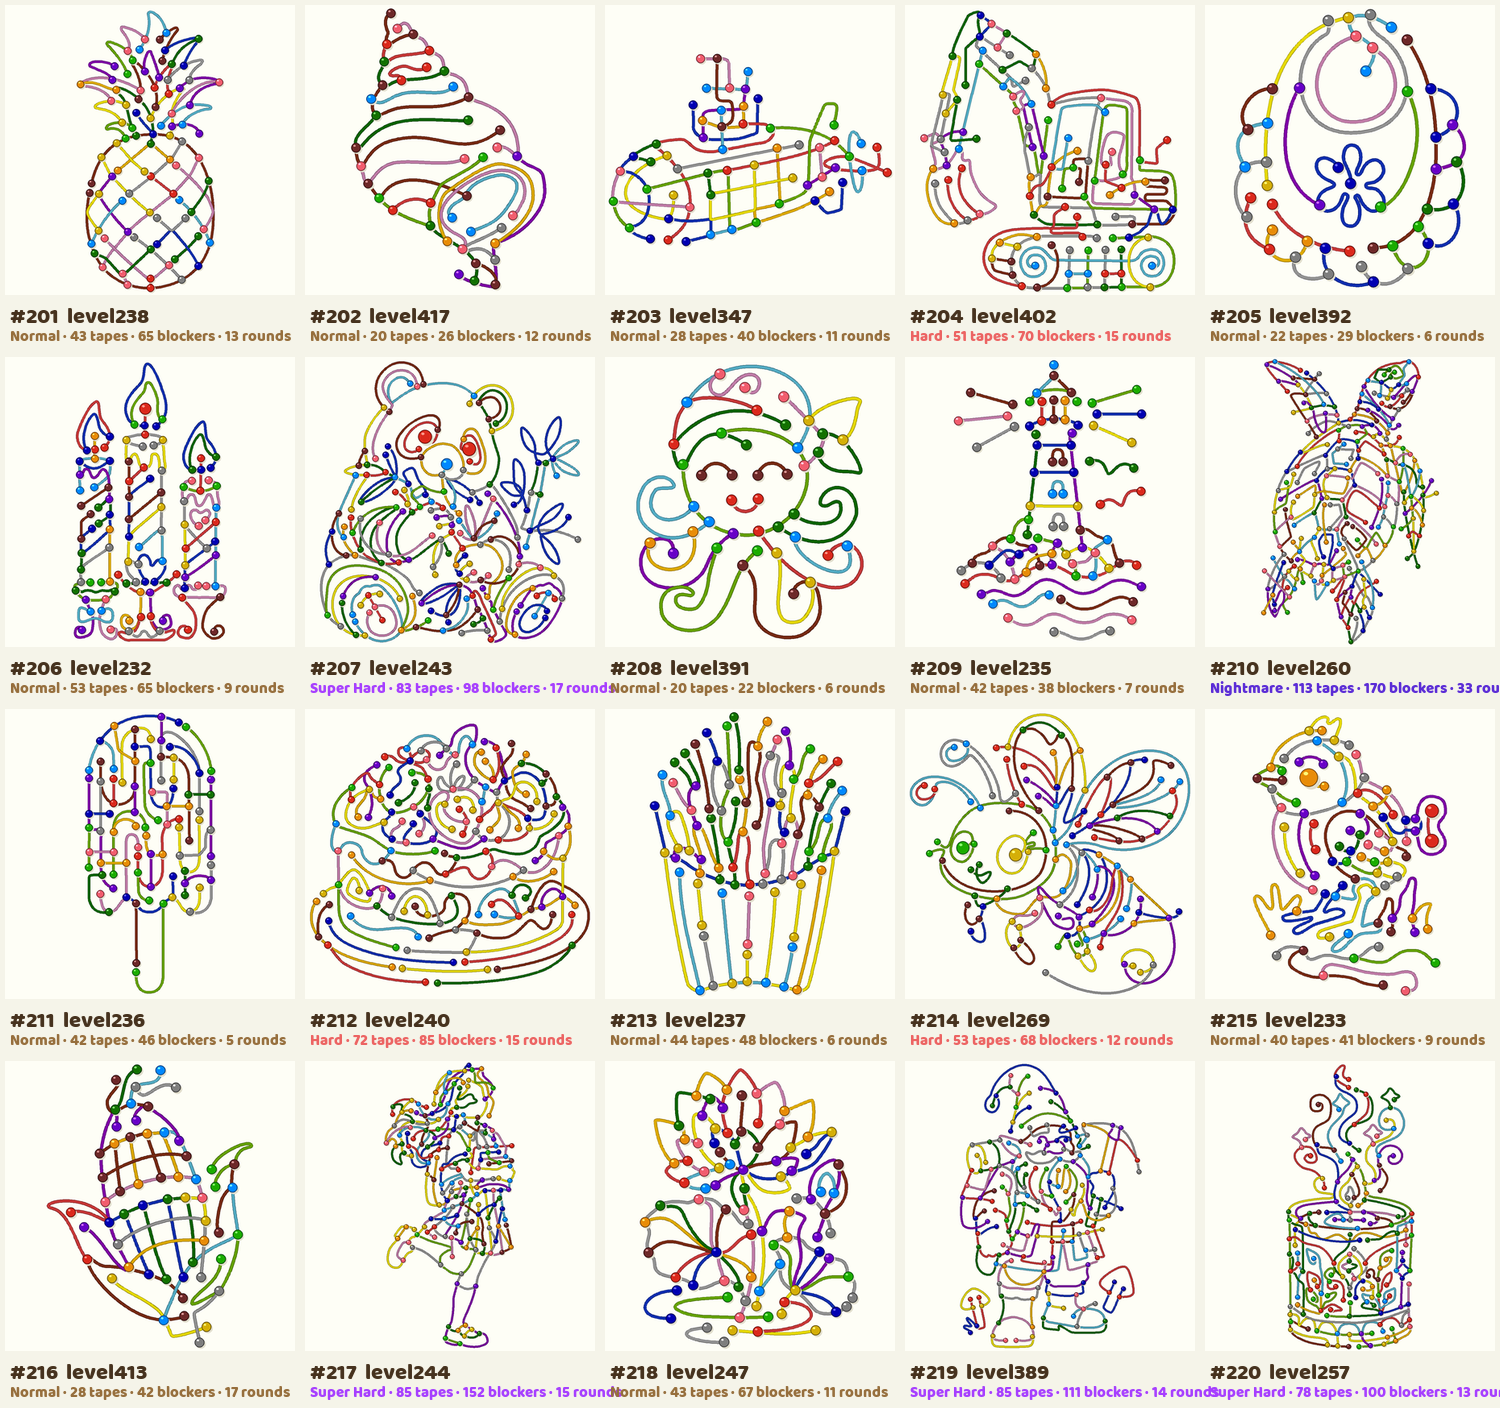 #201 level238
Normal · 43 tapes · 65 blockers · 13 rounds
#202 level417
Normal · 20 tapes · 26 blockers · 12 rounds
#203 level347
Normal · 28 tapes · 40 blockers · 11 rounds
#204 level402
Hard · 51 tapes · 70 blockers · 15 rounds
#205 level392
Normal · 22 tapes · 29 blockers · 6 rounds
#206 level232
Normal · 53 tapes · 65 blockers · 9 rounds
#207 level243
Super Hard · 83 tapes · 98 blockers · 17 rounds
#208 level391
Normal · 20 tapes · 22 blockers · 6 rounds
#209 level235
Normal · 42 tapes · 38 blockers · 7 rounds
#210 level260
Nightmare · 113 tapes · 170 blockers · 33 rou
#211 level236
Normal · 42 tapes · 46 blockers · 5 rounds
#212 level240
Hard · 72 tapes · 85 blockers · 15 rounds
#213 level237
Normal · 44 tapes · 48 blockers · 6 rounds
#214 level269
Hard · 53 tapes · 68 blockers · 12 rounds
#215 level233
Normal · 40 tapes · 41 blockers · 9 rounds
#216 level413
Normal · 28 tapes · 42 blockers · 17 rounds
#217 level244
Super Hard · 85 tapes · 152 blockers · 15 rounds
#218 level247
Normal · 43 tapes · 67 blockers · 11 rounds
#219 level389
Super Hard · 85 tapes · 111 blockers · 14 rounds
#220 level257
Super Hard · 78 tapes · 100 blockers · 13 rou